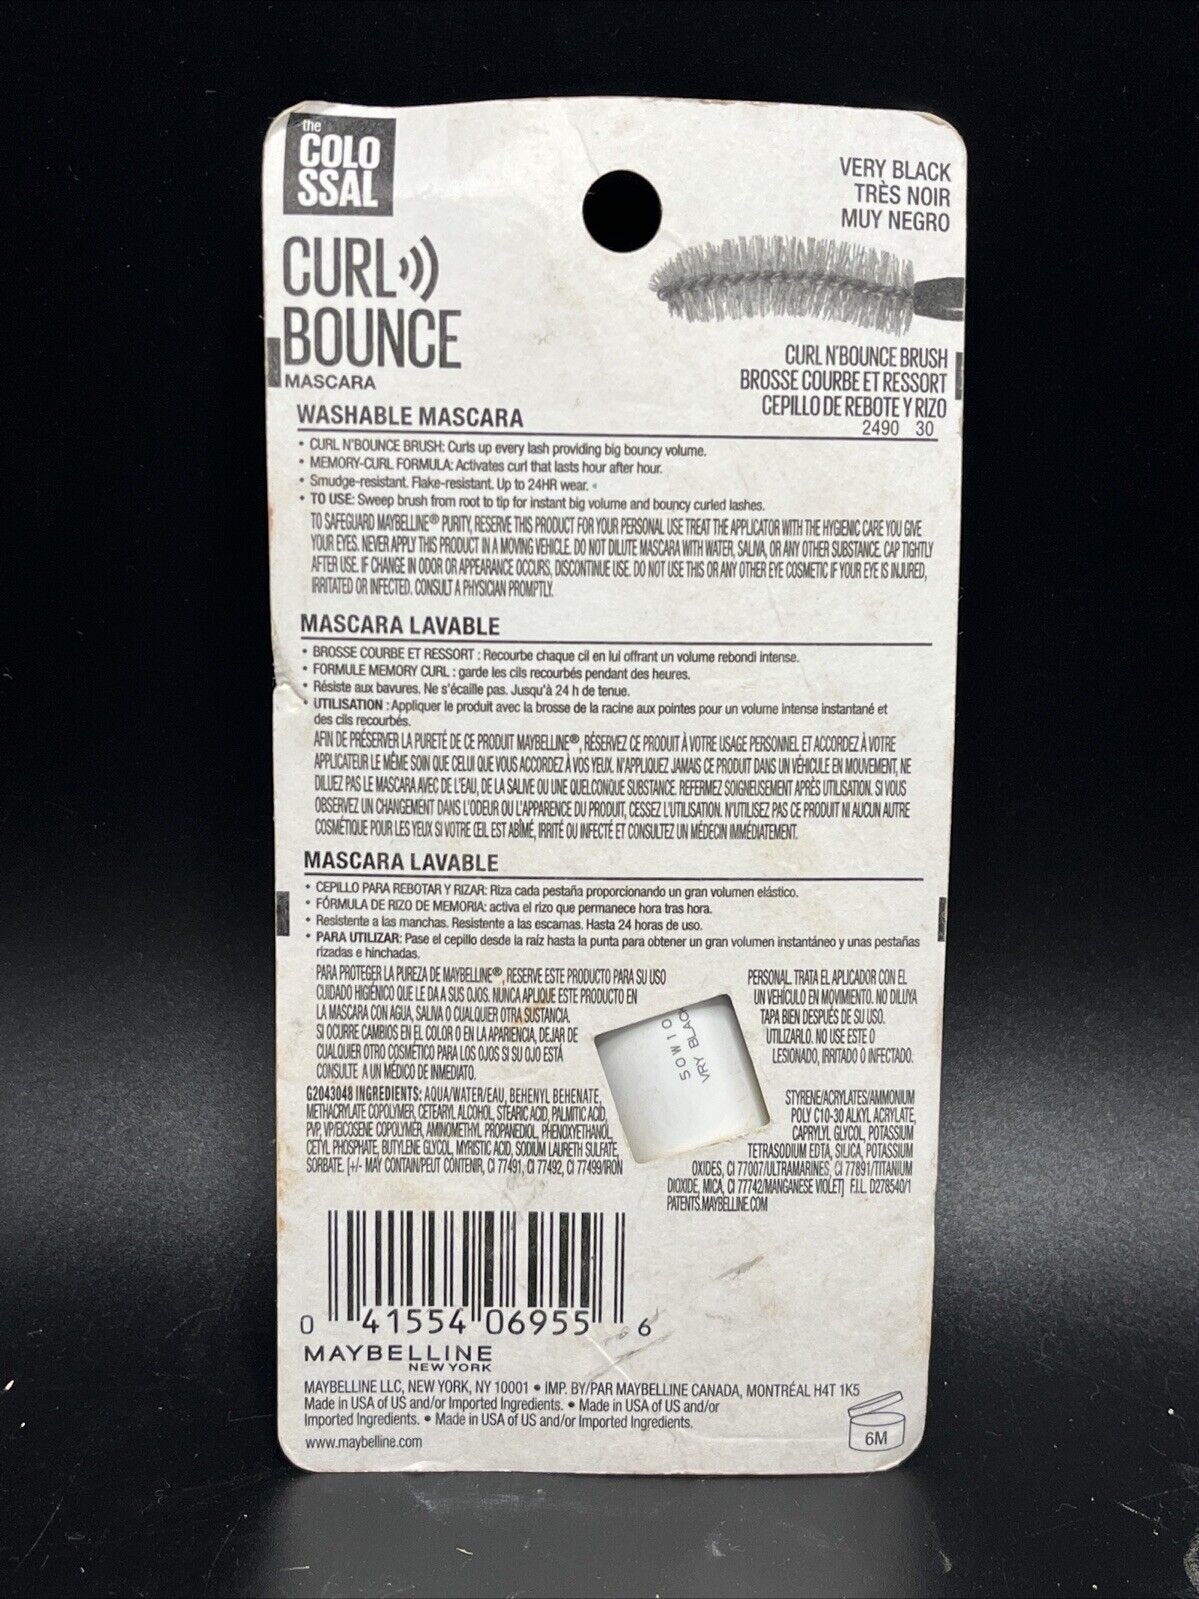 the
COLO
SSAL
CURL
BOUNCE
MASCARA
VERY BLACK
TRÈS NOIR
MUY NEGRO
CURL N'BOUNCE BRUSH
BROSSE COURBE ET RESSORT
CEPILLO DE REBOTE Y RIZO
2490 30
WASHABLE MASCARA
• CURL N'BOUNCE BRUSH: Curls up every lash providing big bouncy volume.
• MEMORY-CURL FORMULA: Activates curl that lasts hour after hour.
• Smudge-resistant. Flake-resistant. Up to 24HR wear.
• TO USE: Sweep brush from root to tip for instant big volume and bouncy curled lashes.
TO SAFEGUARD MAYBELLINE® PURITY, RESERVE THIS PRODUCT FOR YOUR PERSONAL USE TREAT THE APPLICATOR WITH THE HYGIENIC CARE YOU GIVE
YOUR EYES. NEVER APPLY THIS PRODUCT IN A MOVING VEHICLE. DO NOT DILUTE MASCARA WITH WATER, SALIVA, OR ANY OTHER SUBSTANCE. CAP TIGHTLY
AFTER USE. IF CHANGE IN ODOR OR APPEARANCE OCCURS, DISCONTINUE USE. DO NOT USE THIS OR ANY OTHER EYE COSMETIC IF YOUR EYE IS INJURED,
IRRITATED OR INFECTED. CONSULT A PHYSICIAN PROMPTLY.
MASCARA LAVABLE
• BROSSE COURBE ET RESSORT : Recourbe chaque cil en lui offrant un volume rebondi intense.
• FORMULE MEMORY CURL : garde les cils recourbés pendant des heures.
• Résiste aux bavures. Ne s'écaille pas. Jusqu'à 24 h de tenue.
• UTILISATION : Appliquer le produit avec la brosse de la racine aux pointes pour un volume intense instantané et
des cils recourbés.
AFIN DE PRÉSERVER LA PURETÉ DE CE PRODUIT MAYBELLINE®, RÉSERVEZ CE PRODUIT À VOTRE USAGE PERSONNEL ET ACCORDEZ À VOTRE
APPLICATEUR LE MÊME SOIN QUE CELUI QUE VOUS ACCORDEZ À VOS YEUX. N'APPLIQUEZ JAMAIS CE PRODUIT DANS UN VÉHICULE EN MOUVEMENT, NE
DILUEZ PAS LE MASCARA AVEC DE L'EAU, DE LA SALIVE OU UNE QUELCONQUE SUBSTANCE. REFERMEZ SOIGNEUSEMENT APRÈS UTILISATION. SI VOUS
OBSERVEZ UN CHANGEMENT DANS L'ODEUR OU L'APPARENCE DU PRODUIT, CESSEZ L'UTILISATION. N'UTILISEZ PAS CE PRODUIT NI AUCUN AUTRE
COSMÉTIQUE POUR LES YEUX SI VOTRE ŒIL EST ABÎMÉ, IRRITÉ OU INFECTÉ ET CONSULTEZ UN MÉDECIN IMMÉDIATEMENT.
MASCARA LAVABLE
• CEPILLO PARA REBOTAR Y RIZAR: Riza cada pestaña proporcionando un gran volumen elástico.
• FÓRMULA DE RIZO DE MEMORIA: activa el rizo que permanece hora tras hora.
• Resistente a las manchas. Resistente a las escamas. Hasta 24 horas de uso.
• PARA UTILIZAR: Pase el cepillo desde la raíz hasta la punta para obtener un gran volumen instantáneo y unas pestañas
rizadas e hinchadas.
PARA PROTEGER LA PUREZA DE MAYBELLINE®, RESERVE ESTE PRODUCTO PARA SU USO PERSONAL. TRATA EL APLICADOR CON EL
CUIDADO HIGIÉNICO QUE LE DA A SUS OJOS. NUNCA APLIQUE ESTE PRODUCTO EN UN VEHÍCULO EN MOVIMIENTO. NO DILUYA
LA MASCARA CON AGUA, SALIVA O CUALQUIER OTRA SUSTANCIA. TAPA BIEN DESPUÉS DE SU USO.
SI OCURRE CAMBIOS EN EL COLOR O EN LA APARIENCIA, DEJAR DE UTILIZARLO. NO USE ESTE O
CUALQUIER OTRO COSMÉTICO PARA LOS OJOS SI SU OJO ESTÁ LESIONADO, IRRITADO O INFECTADO.
CONSULTE A UN MÉDICO DE INMEDIATO.
50W10
VRY BLACK
G2043048 INGREDIENTS: AQUA/WATER/EAU, BEHENYL BEHENATE, STYRENE/ACRYLATES/AMMONIUM
METHACRYLATE COPOLYMER, CETEARYL ALCOHOL, STEARIC ACID, PALMITIC ACID, POLY C10-30 ALKYL ACRYLATE,
PVP, VP/EICOSENE COPOLYMER, AMINOMETHYL PROPANEDIOL, PHENOXYETHANOL, CAPRYLYL GLYCOL, POTASSIUM
CETYL PHOSPHATE, BUTYLENE GLYCOL, MYRISTIC ACID, SODIUM LAURETH SULFATE, TETRASODIUM EDTA, SILICA, POTASSIUM
SORBATE. [+/- MAY CONTAIN/PEUT CONTENIR, CI 77491, CI 77492, CI 77499/IRON OXIDES, CI 77007/ULTRAMARINES, CI 77891/TITANIUM
DIOXIDE, MICA, CI 77742/MANGANESE VIOLET] F.I.L. D278540/1
PATENTS.MAYBELLINE.COM
0 41554 06955 6
MAYBELLINE
NEW YORK
MAYBELLINE LLC, NEW YORK, NY 10001 • IMP. BY/PAR MAYBELLINE CANADA, MONTRÉAL H4T 1K5
Made in USA of US and/or Imported Ingredients. • Made in USA of US and/or
Imported Ingredients. • Made in USA of US and/or Imported Ingredients.
www.maybelline.com
6M